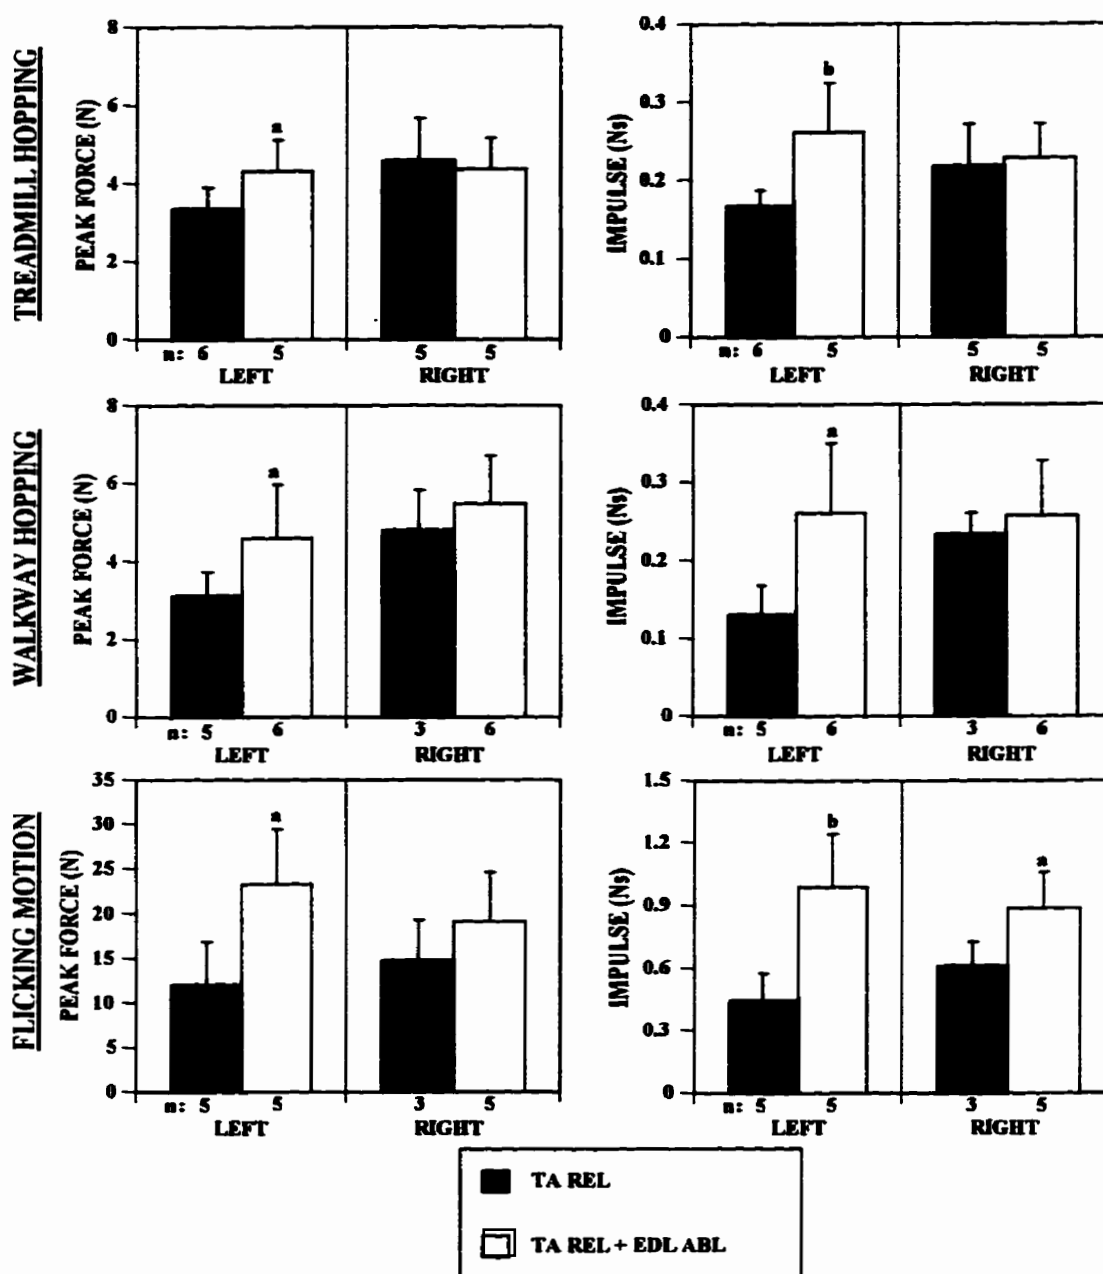 TREADMILL HOPPING
PEAK FORCE (N)
8
6
4
2
0
a
n: 6 5 5 5
LEFT RIGHT
IMPULSE (Ns)
0.4
0.3
0.2
0.1
0
b
n: 6 5 5 5
LEFT RIGHT
WALKWAY HOPPING
PEAK FORCE (N)
8
6
4
2
0
a
n: 5 6 3 6
LEFT RIGHT
IMPULSE (Ns)
0.4
0.3
0.2
0.1
0
a
n: 5 6 3 6
LEFT RIGHT
FLICKING MOTION
PEAK FORCE (N)
35
30
25
20
15
10
5
0
a
n: 5 5 3 5
LEFT RIGHT
IMPULSE (Ns)
1.5
1.2
0.9
0.6
0.3
0
b
a
n: 5 5 3 5
LEFT RIGHT
TA REL
TA REL + EDL ABL